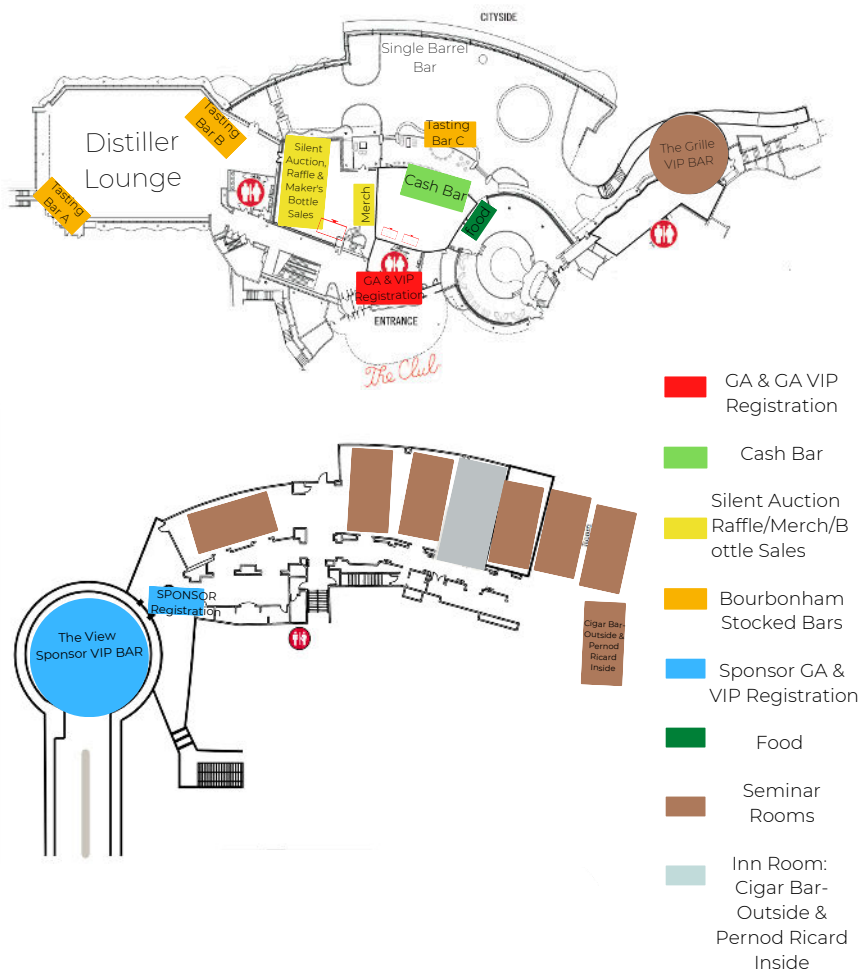 CITYSIDE
Single Barrel
Bar
Tasting
Bar B
Tasting
Bar C
Distiller
Lounge
Silent
Auction,
Raffle &
Maker's
Bottle
Sales
The Grille
VIP BAR
Cash Bar
Merch
Tasting
Bar A
food
GA & VIP
Registration
ENTRANCE
The Club
GA & GA VIP
Registration
Cash Bar
Silent Auction
Raffle/Merch/B
ottle Sales
Bourbonham
Stocked Bars
Sponsor GA &
VIP Registration
Food
Seminar
Rooms
Inn Room:
Cigar Bar-
Outside &
Pernod Ricard
Inside
SPONSOR
Registration
The View
Sponsor VIP BAR
Cigar Bar-
Outside &
Pernod
Ricard
Inside